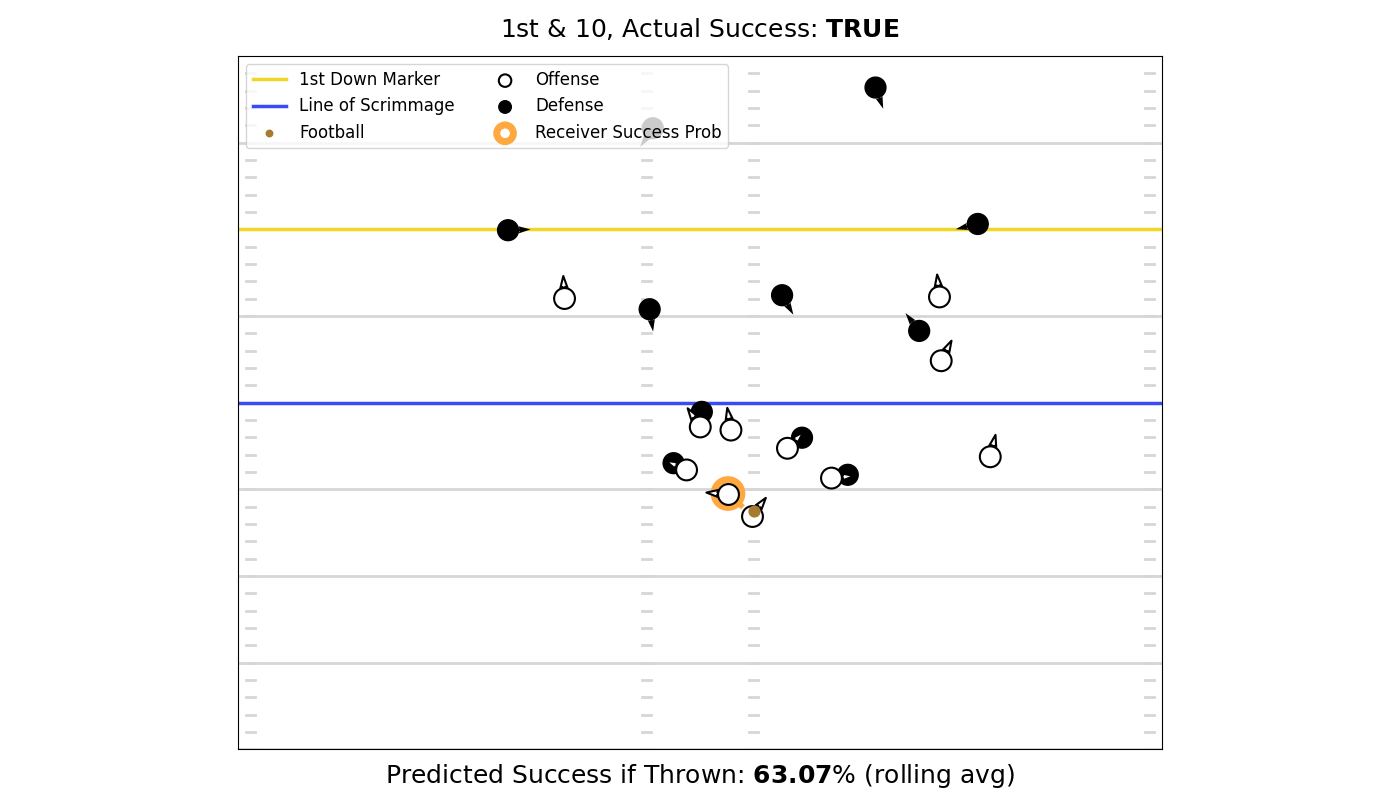 1st & 10, Actual Success: TRUE
1st Down Marker
Line of Scrimmage
Football
Offense
Defense
Receiver Success Prob
Predicted Success if Thrown: 63.07% (rolling avg)